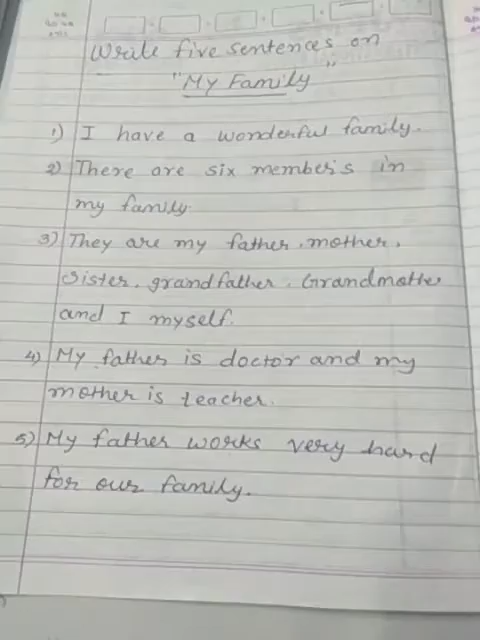 Write five sentences on
"My Family"
1) I have a wonderful family.
2) There are six member's in
my family.
3) They are my father, mother,
Sister, grandfather, Grandmother
and I myself.
4) My father is doctor and my
mother is teacher.
5) My father works very hard
for our family.